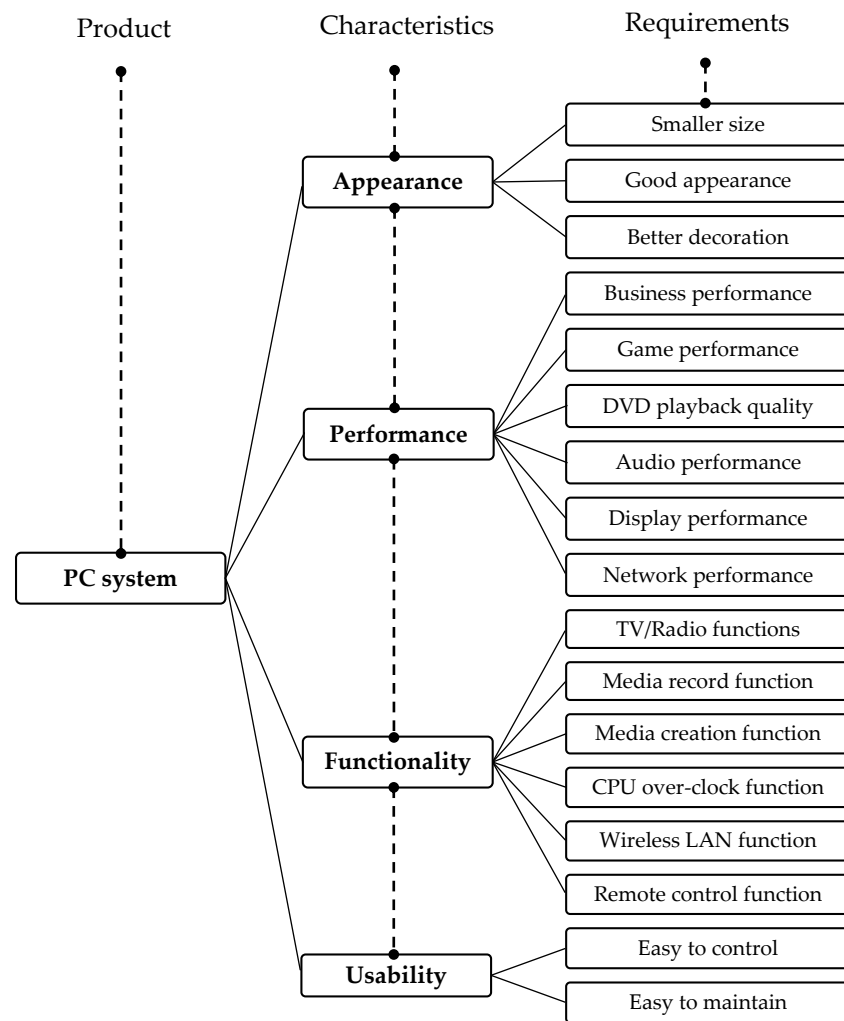 Product
Characteristics
Requirements
Smaller size
Appearance
Good appearance
Better decoration
Business performance
Game performance
DVD playback quality
Performance
Audio performance
Display performance
PC system
Network performance
TV/Radio functions
Media record function
Media creation function
Functionality
CPU over-clock function
Wireless LAN function
Remote control function
Easy to control
Usability
Easy to maintain